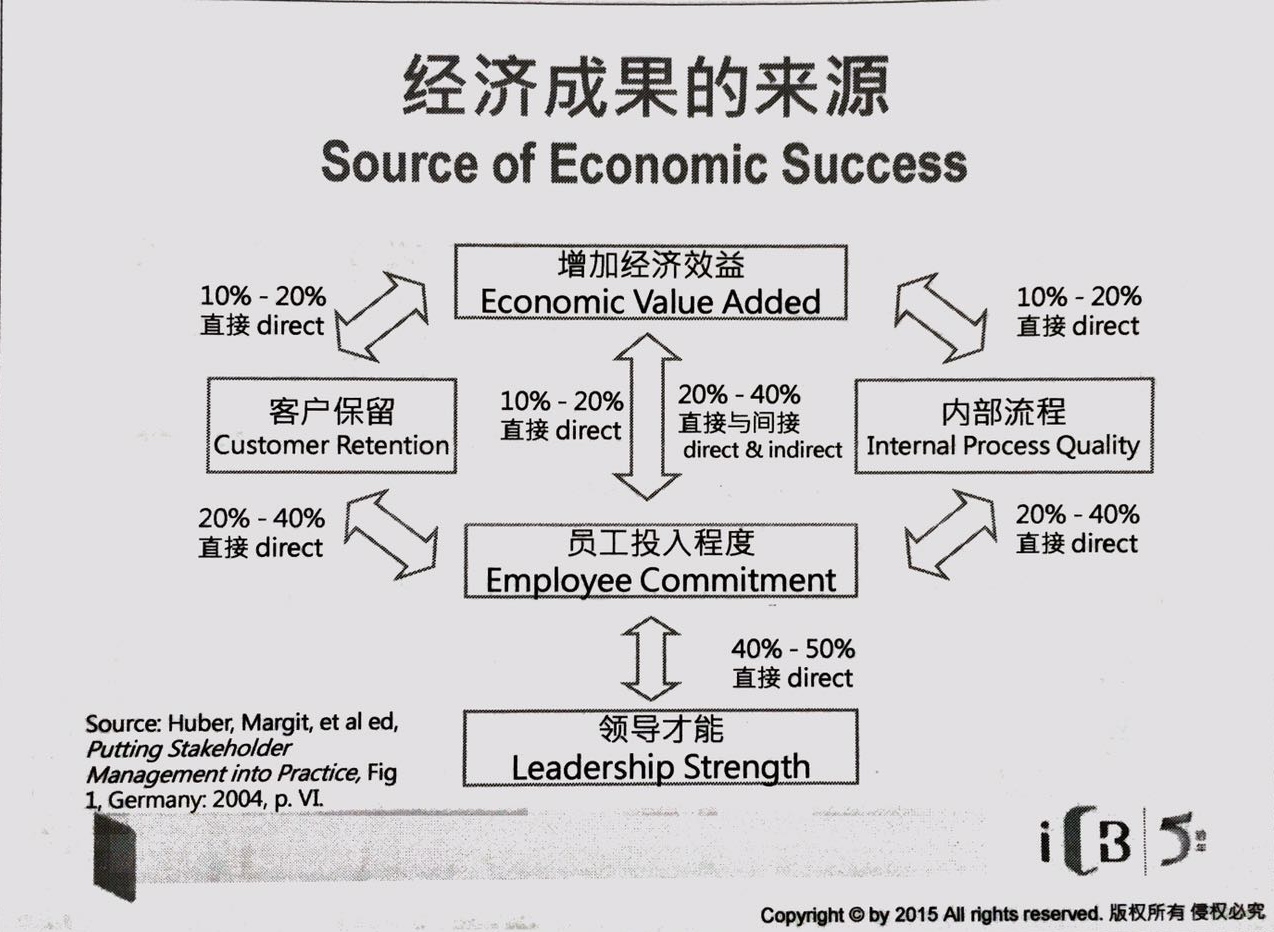 经济成果的来源
Source of Economic Success
增加经济效益
Economic Value Added
10% - 20%
直接 direct
10% - 20%
直接 direct
客户保留
Customer Retention
10% - 20%
直接 direct
20% - 40%
直接与间接
direct & indirect
内部流程
Internal Process Quality
20% - 40%
直接 direct
20% - 40%
直接 direct
员工投入程度
Employee Commitment
40% - 50%
直接 direct
领导才能
Leadership Strength
Source: Huber, Margit, et al ed,
Putting Stakeholder
Management into Practice, Fig
1, Germany: 2004, p. VI.
iCB 5
Copyright © by 2015 All rights reserved. 版权所有 侵权必究